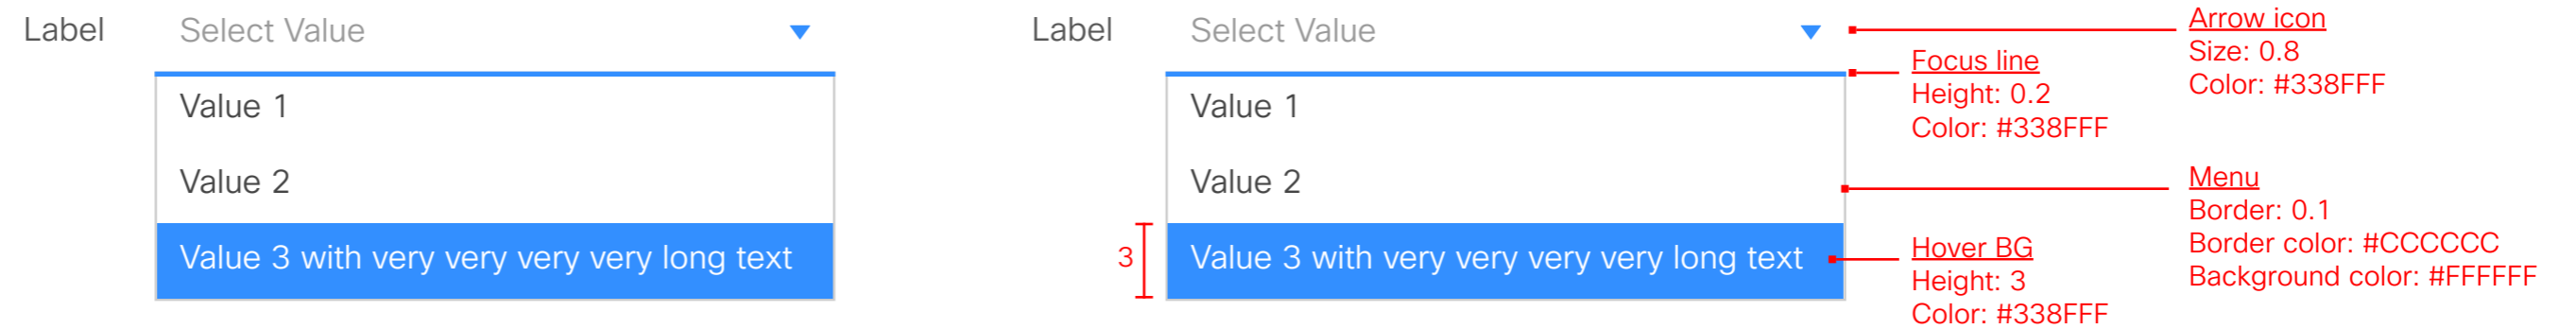 Label
Select Value
Value 1
Value 2
Value 3 with very very very very long text
Label
Select Value
Value 1
Value 2
Value 3 with very very very very long text
3
Arrow icon
Size: 0.8
Color: #338FFF
Focus line
Height: 0.2
Color: #338FFF
Menu
Border: 0.1
Border color: #CCCCCC
Background color: #FFFFFF
Hover BG
Height: 3
Color: #338FFF